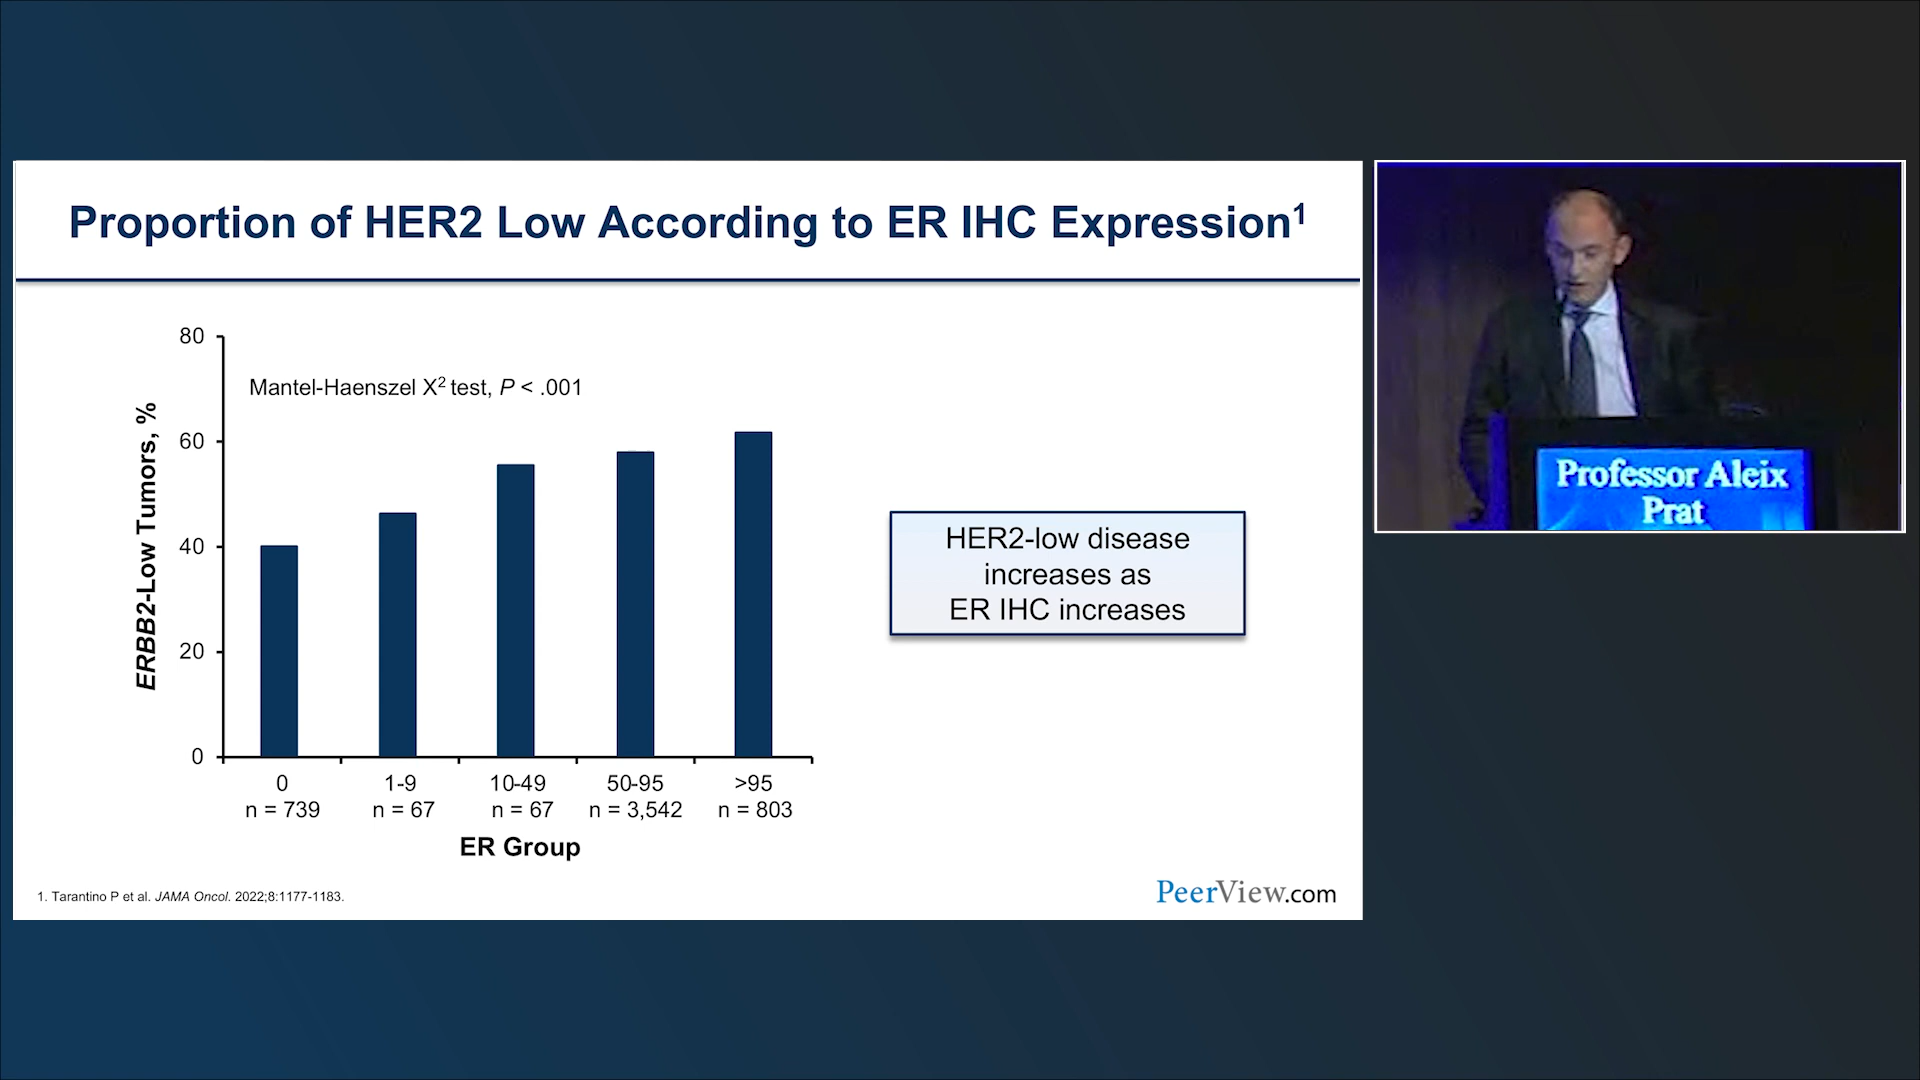 Proportion of HER2 Low According to ER IHC Expression¹
80
60
40
20
0
ERBB2-Low Tumors, %
Mantel-Haenszel X² test, P < .001
0
1-9
10-49
50-95
>95
n = 739
n = 67
n = 67
n = 3,542
n = 803
ER Group
HER2-low disease
increases as
ER IHC increases
1. Tarantino P et al. JAMA Oncol. 2022;8:1177-1183.
PeerView.com
Professor Aleix
Prat